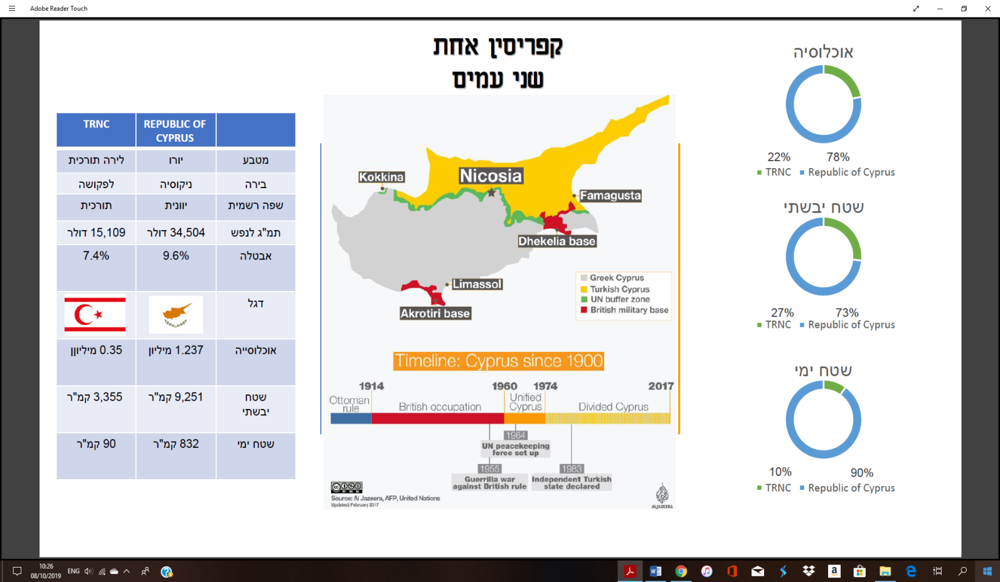 Adobe Reader Touch
קפריסין אחת
שני עמים
TRNC
REPUBLIC OF
CYPRUS
מטבע
יורו
לירה תורכית
בירה
ניקוסיה
לפקושה
שפה רשמית
יוונית
תורכית
תמ"ג לנפש
34,504 דולר
15,109 דולר
אבטלה
9.6%
7.4%
דגל
אוכלוסייה
1.237 מיליון
0.35 מיליוןן
שטח
יבשתי
9,251 קמ"ר
3,355 קמ"ר
שטח ימי
832 קמ"ר
90 קמ"ר
Kokkina
Nicosia
Famagusta
Dhekelia base
Limassol
Akrotiri base
Greek Cyprus
Turkish Cyprus
UN buffer zone
British military base
Timeline: Cyprus since 1900
1914
1960
1974
2017
Ottoman
rule
British occupation
Unified
Cyprus
Divided Cyprus
1964
UN peacekeeping
force set up
1955
Guerrilla war
against British rule
1983
Independent Turkish
state declared
Source: Al Jazeera, AFP, United Nations
Updated: February 2017
ALJAZEERA
אוכלוסיה
22% 78%
TRNC Republic of Cyprus
שטח יבשתי
27% 73%
TRNC Republic of Cyprus
שטח ימי
10% 90%
TRNC Republic of Cyprus
10:26
08/10/2019
ENG